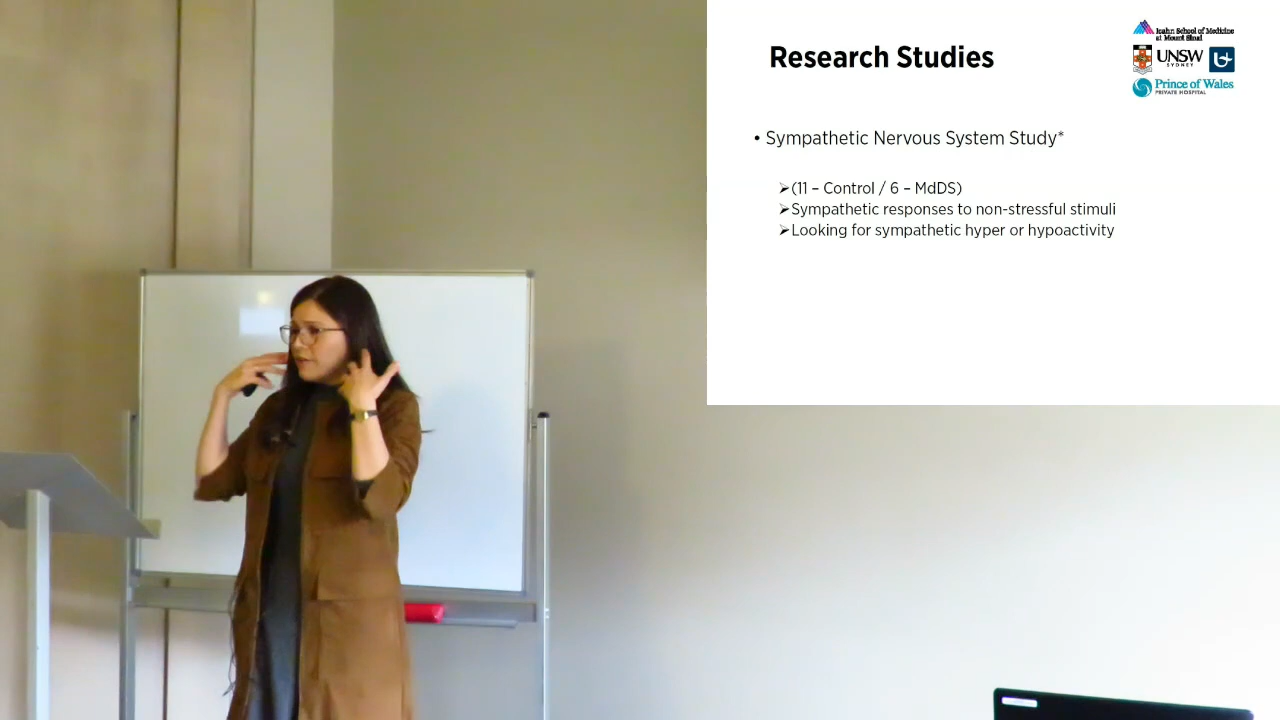 Research Studies
Icahn School of Medicine
at Mount Sinai
UNSW
SYDNEY
Prince of Wales
PRIVATE HOSPITAL
• Sympathetic Nervous System Study*
➢(11 – Control / 6 – MdDS)
➢Sympathetic responses to non-stressful stimuli
➢Looking for sympathetic hyper or hypoactivity